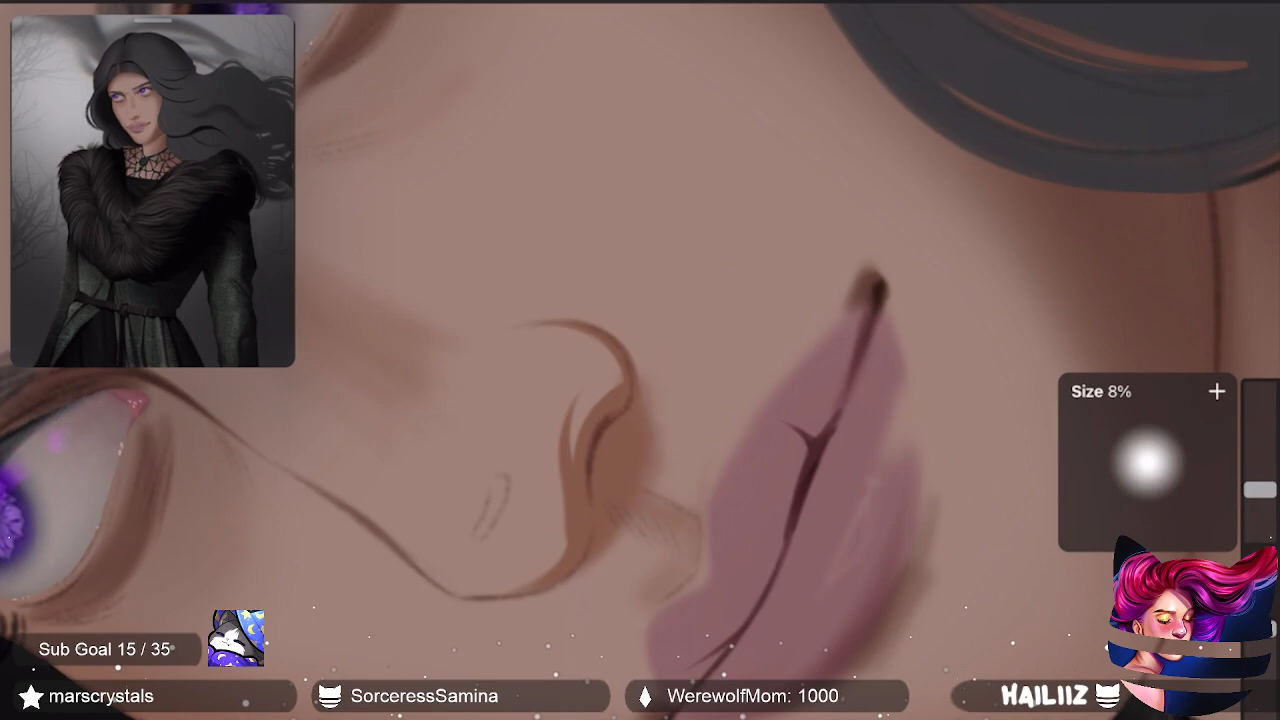 Size 8%
Sub Goal 15 / 35
marscrystals
SorceressSamina
WerewolfMom: 1000
HAILIIZ